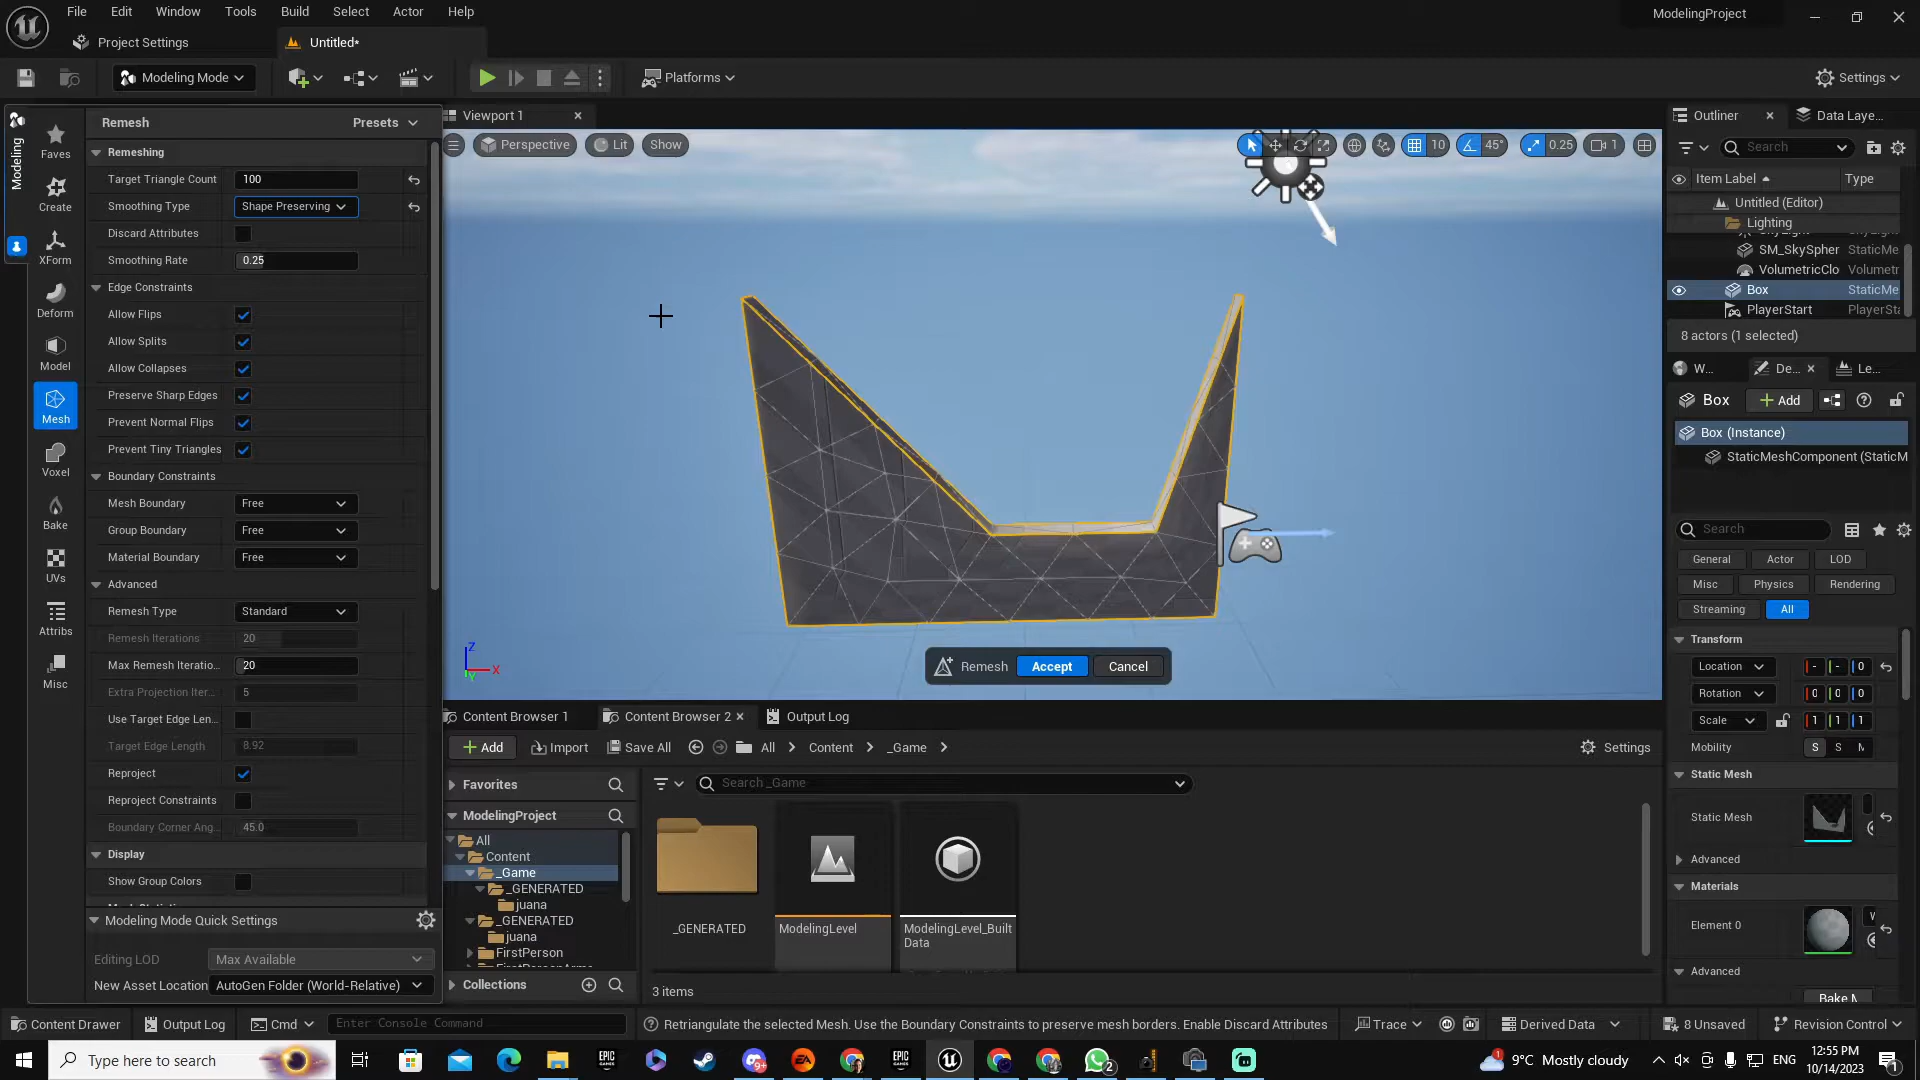 File Edit Window Tools Build Select Actor Help
ModelingProject
Project Settings
Untitled*
Modeling Mode
Platforms
Settings
Modeling
Faves
Create
XForm
Deform
Model
Mesh
Voxel
Bake
UVs
Attribs
Misc
Remesh Presets
Remeshing
Target Triangle Count 100
Smoothing Type Shape Preserving
Discard Attributes
Smoothing Rate 0.25
Edge Constraints
Allow Flips
Allow Splits
Allow Collapses
Preserve Sharp Edges
Prevent Normal Flips
Prevent Tiny Triangles
Boundary Constraints
Mesh Boundary Free
Group Boundary Free
Material Boundary Free
Advanced
Remesh Type Standard
Remesh Iterations 20
Max Remesh Iteratio... 20
Extra Projection Iter... 5
Use Target Edge Len...
Target Edge Length 8.92
Reproject
Reproject Constraints
Boundary Corner Ang... 45.0
Display
Show Group Colors
Modeling Mode Quick Settings
Editing LOD Max Available
New Asset Location AutoGen Folder (World-Relative)
Viewport 1
Perspective Lit Show
10 45° 0.25 1
Z
X
Y
Remesh Accept Cancel
Content Browser 1 Content Browser 2 Output Log
Add Import Save All All Content _Game
Settings
Favorites
Search _Game
ModelingProject
All
Content
_Game
_GENERATED
juana
_GENERATED
juana
FirstPerson
Collections
_GENERATED
ModelingLevel
ModelingLevel_Built
Data
3 items
Outliner Data Laye...
Search
Item Label Type
Untitled (Editor)
Lighting
SM_SkySpher StaticMe
VolumetricClo Volumetr
Box StaticMe
PlayerStart PlayerSta
8 actors (1 selected)
W... De... Le...
Box Add
Box (Instance)
StaticMeshComponent (StaticM
Search
General Actor LOD
Misc Physics Rendering
Streaming All
Transform
Location - - 0
Rotation 0 0 0
Scale 1 1 1
Mobility S S M
Static Mesh
Static Mesh
Advanced
Materials
Element 0
Advanced
Bake M
Content Drawer Output Log Cmd Enter Console Command
Retriangulate the selected Mesh. Use the Boundary Constraints to preserve mesh borders. Enable Discard Attributes
Trace Derived Data 8 Unsaved Revision Control
Type here to search
EPIC GAMES
9+
EA
EPIC GAMES
2
1
9°C Mostly cloudy
ENG
12:55 PM
10/14/2023
1